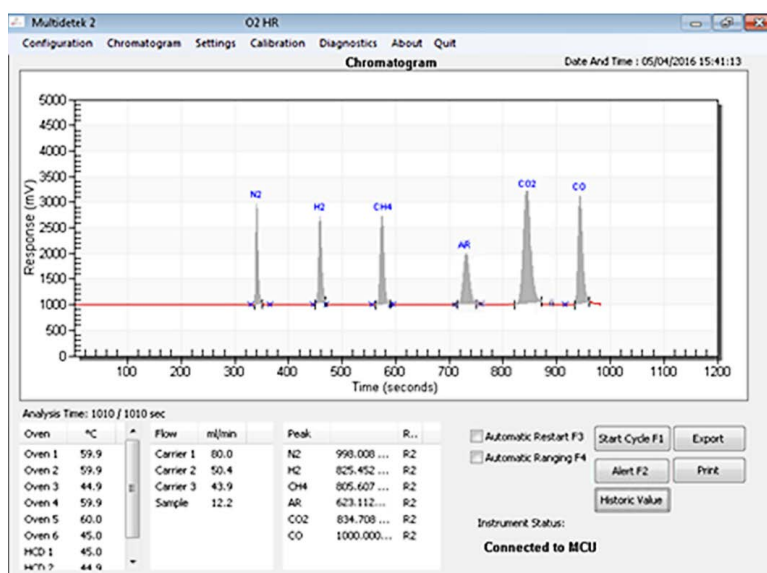 Multidetek 2 O2 HR
Configuration Chromatogram Settings Calibration Diagnostics About Quit
Chromatogram Date And Time : 05/04/2016 15:41:13
5000
4500
4000
3500
3000
2500
2000
1500
1000
500
0
Response (mV)
N2 H2 CH4 AR CO2 CO
100 200 300 400 500 600 700 800 900 1000 1100 1200
Time (seconds)
Analysis Time: 1010 / 1010 sec
Oven °C
Oven 1 59.9
Oven 2 59.9
Oven 3 44.9
Oven 4 59.9
Oven 5 60.0
Oven 6 45.0
HCD 1 45.0
HCD 2 44.9
Flow ml/min
Carrier 1 80.0
Carrier 2 50.4
Carrier 3 43.9
Sample 12.2
Peak R..
N2 998.008 ... R2
H2 825.452 ... R2
CH4 805.607 ... R2
AR 623.112... R2
CO2 834.708 ... R2
CO 1000.000... R2
Automatic Restart F3
Automatic Ranging F4
Start Cycle F1 Export
Alert F2 Print
Historic Value
Instrument Status:
Connected to MCU